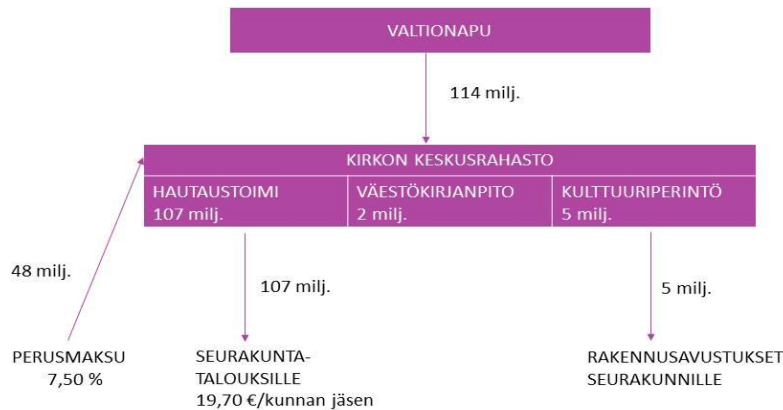 VALTIONAPU
114 milj.
KIRKON KESKUSRAHASTO
HAUTAUSTOIMI
107 milj.
VÄESTÖKIRJANPITO
2 milj.
KULTTUURIPERINTÖ
5 milj.
48 milj.
107 milj.
5 milj.
PERUSMAKSU
7,50 %
SEURAKUNTA-
TALOUKSILLE
19,70 €/kunnan jäsen
RAKENNUSAVUSTUKSET
SEURAKUNNILLE